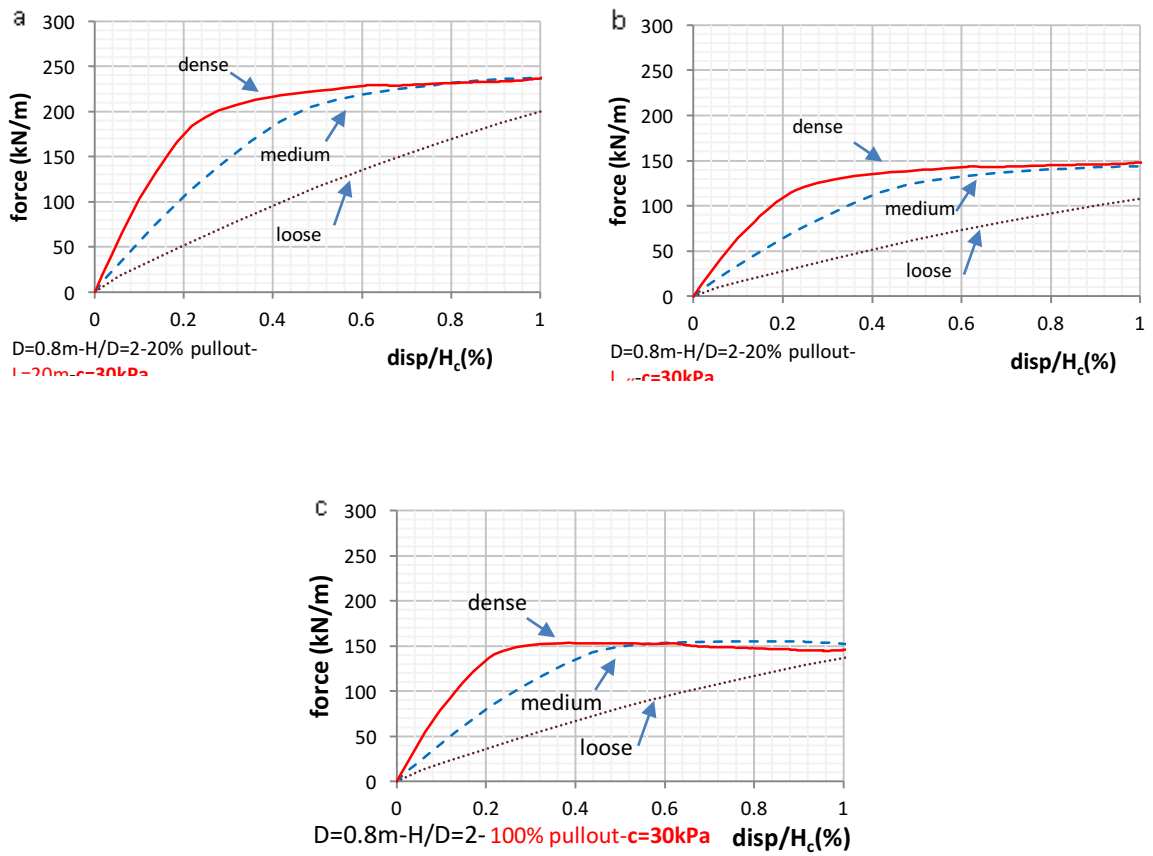 a
300
250
200
150
100
50
0
force (kN/m)
dense
medium
loose
0 0.2 0.4 0.6 0.8 1
D=0.8m-H/D=2-20% pullout-
L=20m-c=30kPa
disp/Hc(%)
b
300
250
200
150
100
50
0
force (kN/m)
dense
medium
loose
0 0.2 0.4 0.6 0.8 1
D=0.8m-H/D=2-20% pullout-
c=30kPa
disp/Hc(%)
c
300
250
200
150
100
50
0
force (kN/m)
dense
medium
loose
0 0.2 0.4 0.6 0.8 1
D=0.8m-H/D=2- 100% pullout-c=30kPa disp/Hc(%)